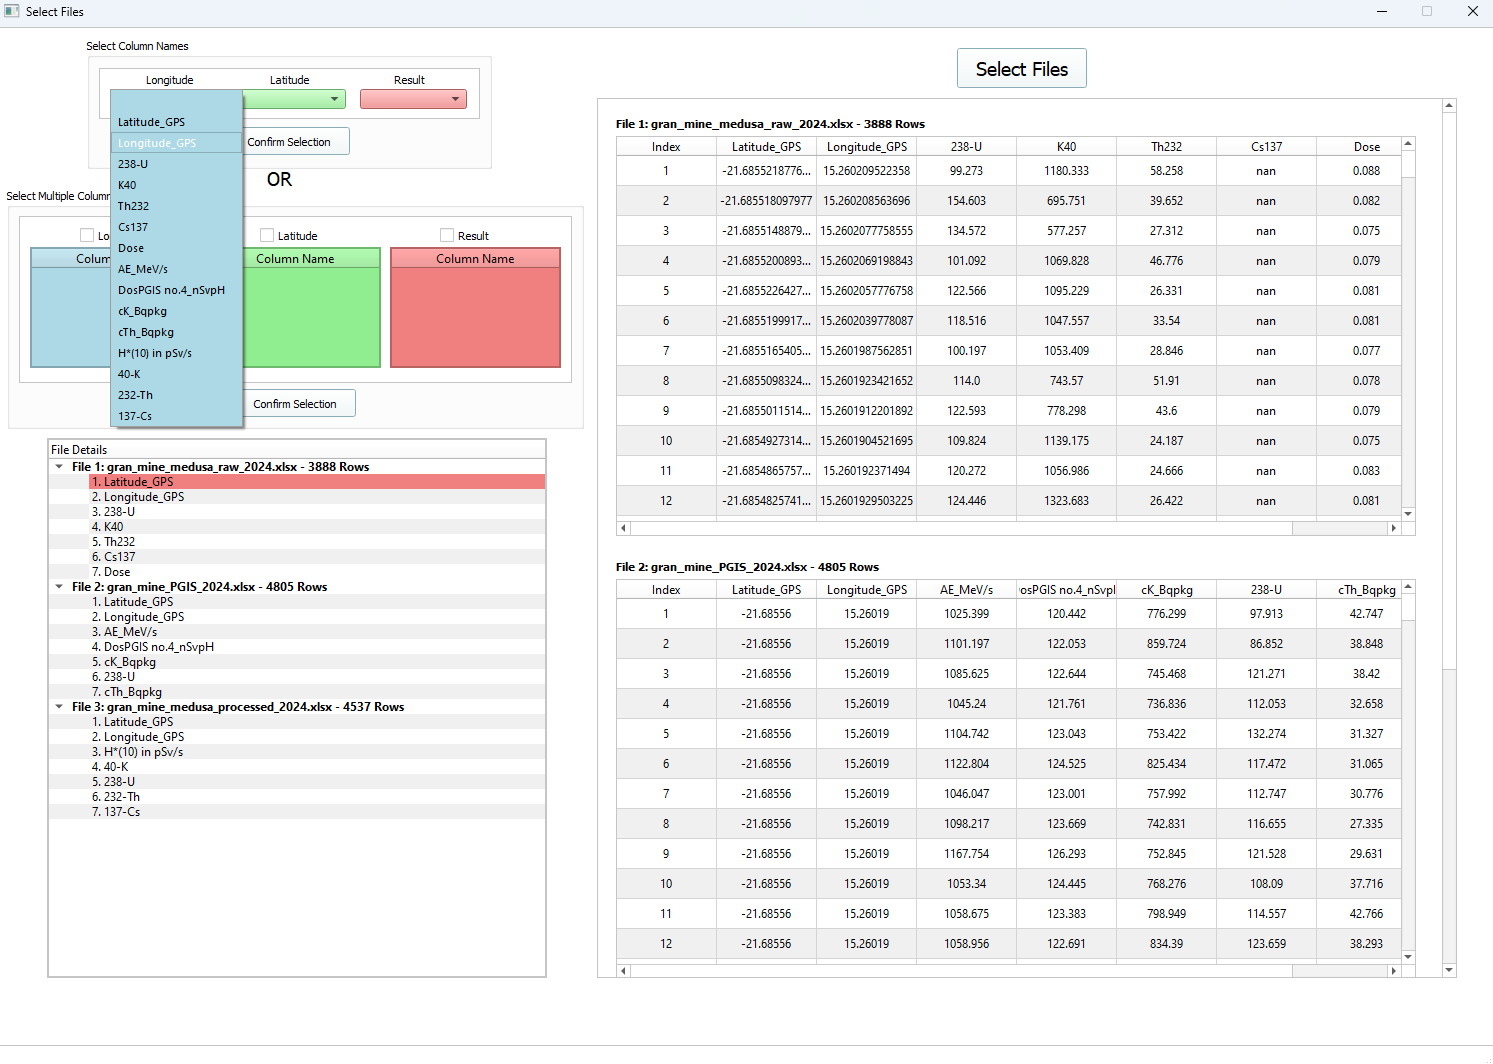 Select Files
Select Column Names
Longitude Latitude Result
Latitude_GPS
Longitude_GPS
238-U
K40
Th232
Cs137
Dose
AE_MeV/s
DosPGIS no.4_nSvpH
cK_Bqpkg
cTh_Bqpkg
H*(10) in pSv/s
40-K
232-Th
137-Cs
Confirm Selection
OR
Select Multiple Column
Lo Latitude Result
Colum Column Name Column Name
Confirm Selection
File Details
File 1: gran_mine_medusa_raw_2024.xlsx - 3888 Rows
1. Latitude_GPS
2. Longitude_GPS
3. 238-U
4. K40
5. Th232
6. Cs137
7. Dose
File 2: gran_mine_PGIS_2024.xlsx - 4805 Rows
1. Latitude_GPS
2. Longitude_GPS
3. AE_MeV/s
4. DosPGIS no.4_nSvpH
5. cK_Bqpkg
6. 238-U
7. cTh_Bqpkg
File 3: gran_mine_medusa_processed_2024.xlsx - 4537 Rows
1. Latitude_GPS
2. Longitude_GPS
3. H*(10) in pSv/s
4. 40-K
5. 238-U
6. 232-Th
7. 137-Cs
Select Files
File 1: gran_mine_medusa_raw_2024.xlsx - 3888 Rows
Index Latitude_GPS Longitude_GPS 238-U K40 Th232 Cs137 Dose
1 -21.6855218776... 15.260209522358 99.273 1180.333 58.258 nan 0.088
2 -21.685518097977 15.260208563696 154.603 695.751 39.652 nan 0.082
3 -21.6855148879... 15.2602077758555 134.572 577.257 27.312 nan 0.075
4 -21.6855200893... 15.2602069198843 101.092 1069.828 46.776 nan 0.079
5 -21.6855226427... 15.2602057776758 122.566 1095.229 26.331 nan 0.081
6 -21.6855199917... 15.2602039778087 118.516 1047.557 33.54 nan 0.081
7 -21.6855165405... 15.2601987562851 100.197 1053.409 28.846 nan 0.077
8 -21.6855098324... 15.2601923421652 114.0 743.57 51.91 nan 0.078
9 -21.6855011514... 15.2601912201892 122.593 778.298 43.6 nan 0.079
10 -21.6854927314... 15.2601904521695 109.824 1139.175 24.187 nan 0.075
11 -21.6854865757... 15.260192371494 120.272 1056.986 24.666 nan 0.083
12 -21.6854825741... 15.2601929503225 124.446 1323.683 26.422 nan 0.081
File 2: gran_mine_PGIS_2024.xlsx - 4805 Rows
Index Latitude_GPS Longitude_GPS AE_MeV/s osPGIS no.4_nSvpl cK_Bqpkg 238-U cTh_Bqpkg
1 -21.68556 15.26019 1025.399 120.442 776.299 97.913 42.747
2 -21.68556 15.26019 1101.197 122.053 859.724 86.852 38.848
3 -21.68556 15.26019 1085.625 122.644 745.468 121.271 38.42
4 -21.68556 15.26019 1045.24 121.761 736.836 112.053 32.658
5 -21.68556 15.26019 1104.742 123.043 753.422 132.274 31.327
6 -21.68556 15.26019 1122.804 124.525 825.434 117.472 31.065
7 -21.68556 15.26019 1046.047 123.001 757.992 112.747 30.776
8 -21.68556 15.26019 1098.217 123.669 742.831 116.655 27.335
9 -21.68556 15.26019 1167.754 126.293 752.845 121.528 29.631
10 -21.68556 15.26019 1053.34 124.445 768.276 108.09 37.716
11 -21.68556 15.26019 1058.675 123.383 798.949 114.557 42.766
12 -21.68556 15.26019 1058.956 122.691 834.39 123.659 38.293